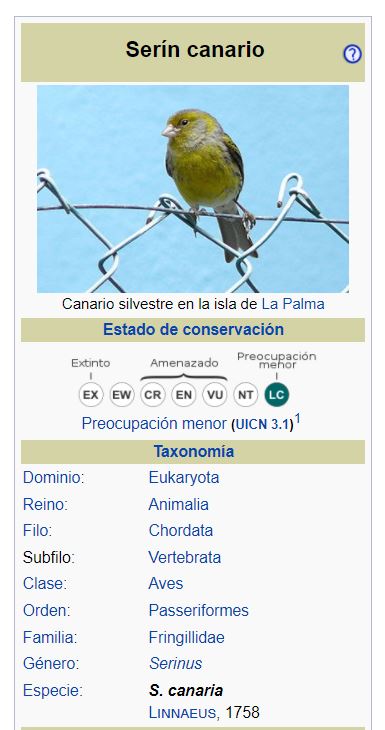 Serín canario
?
Canario silvestre en la isla de La Palma
Estado de conservación
Extinto Amenazado Preocupación menor
EX EW CR EN VU NT LC
Preocupación menor (UICN 3.1)1
Taxonomía
Dominio: Eukaryota
Reino: Animalia
Filo: Chordata
Subfilo: Vertebrata
Clase: Aves
Orden: Passeriformes
Familia: Fringillidae
Género: Serinus
Especie: S. canaria
LINNAEUS, 1758